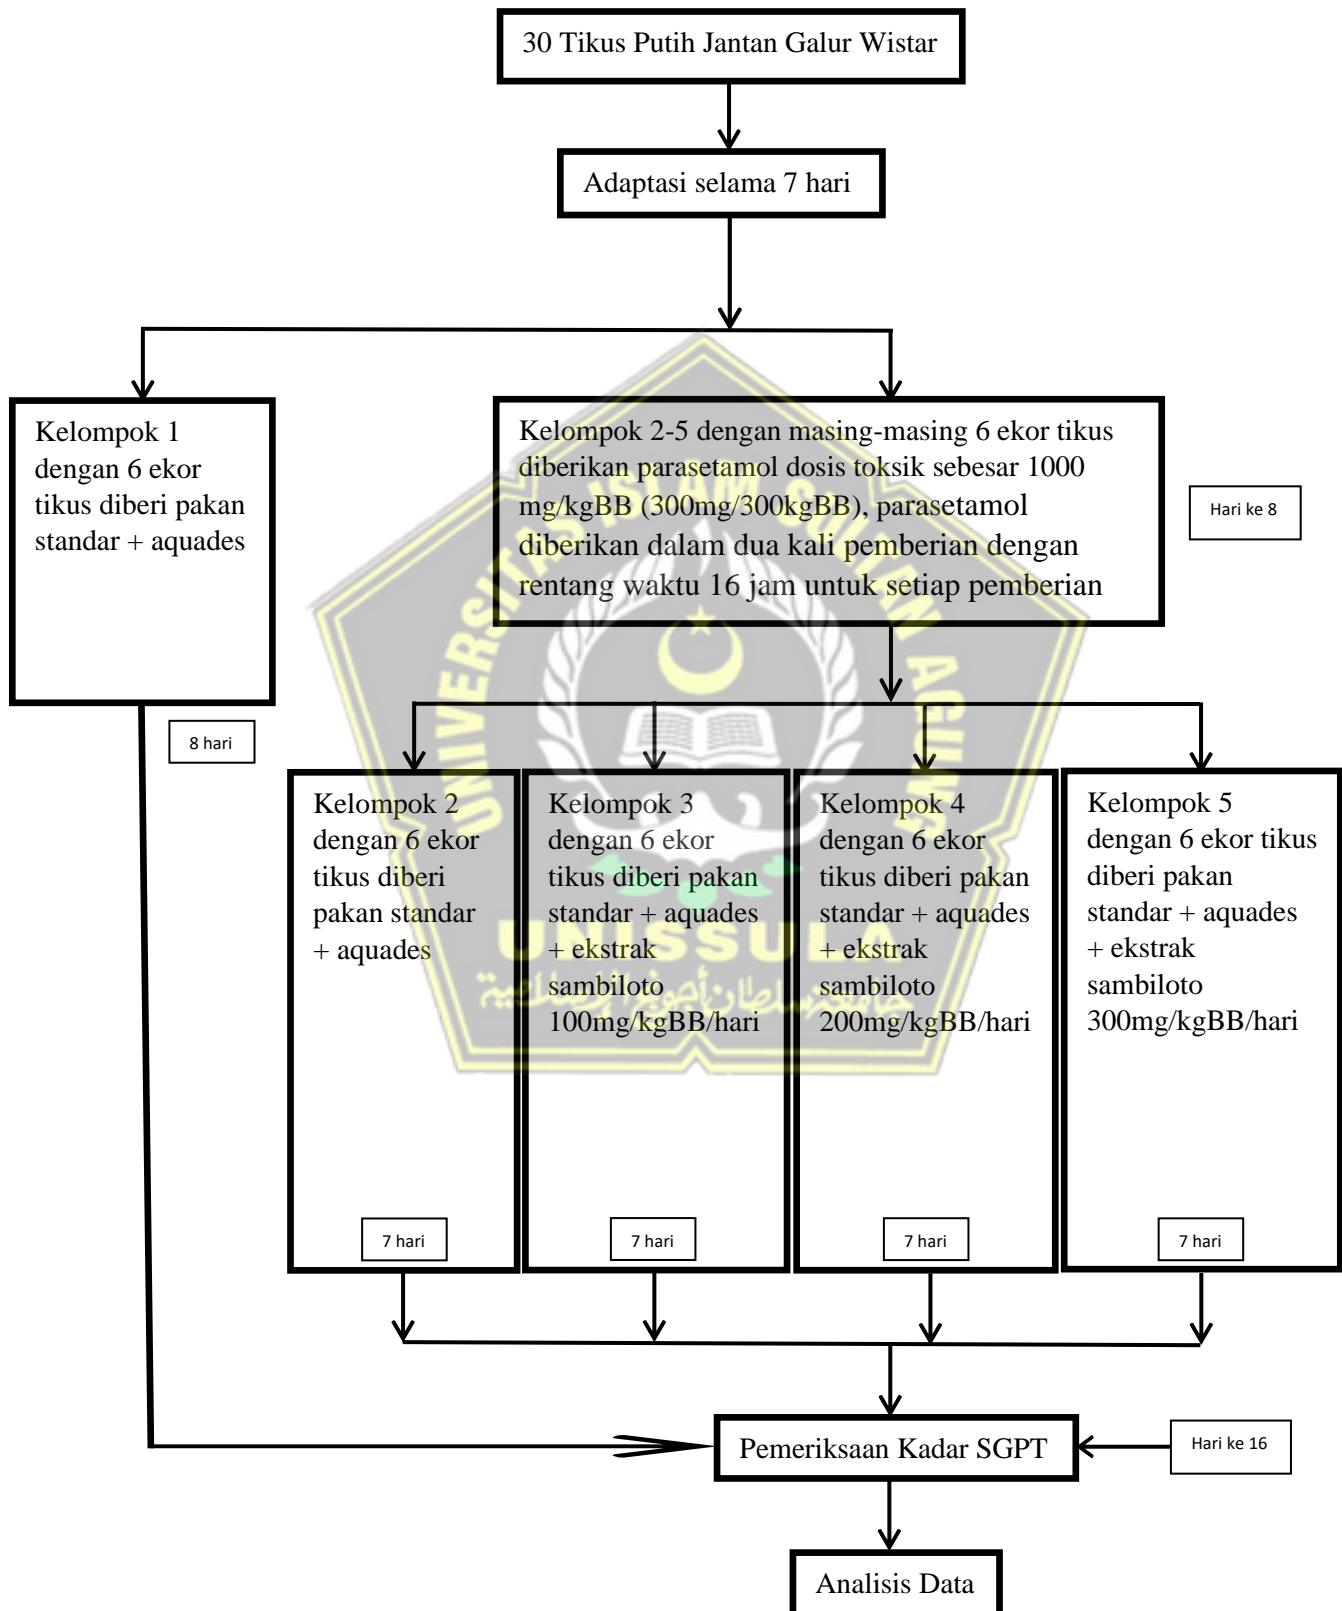 30 Tikus Putih Jantan Galur Wistar
Adaptasi selama 7 hari
Kelompok 1
dengan 6 ekor
tikus diberi pakan
standar + aquades
Kelompok 2-5 dengan masing-masing 6 ekor tikus
diberikan parasetamol dosis toksik sebesar 1000
mg/kgBB (300mg/300kgBB), parasetamol
diberikan dalam dua kali pemberian dengan
rentang waktu 16 jam untuk setiap pemberian
Hari ke 8
8 hari
Kelompok 2
dengan 6 ekor
tikus diberi
pakan standar
+ aquades
7 hari
Kelompok 3
dengan 6 ekor
tikus diberi pakan
standar + aquades
+ ekstrak
sambiloto
100mg/kgBB/hari
7 hari
Kelompok 4
dengan 6 ekor
tikus diberi pakan
standar + aquades
+ ekstrak
sambiloto
200mg/kgBB/hari
7 hari
Kelompok 5
dengan 6 ekor tikus
diberi pakan
standar + aquades
+ ekstrak
sambiloto
300mg/kgBB/hari
7 hari
Pemeriksaan Kadar SGPT
Hari ke 16
Analisis Data
UNIVERSITAS ISLAM SULTAN AGUNG
UNISSULA